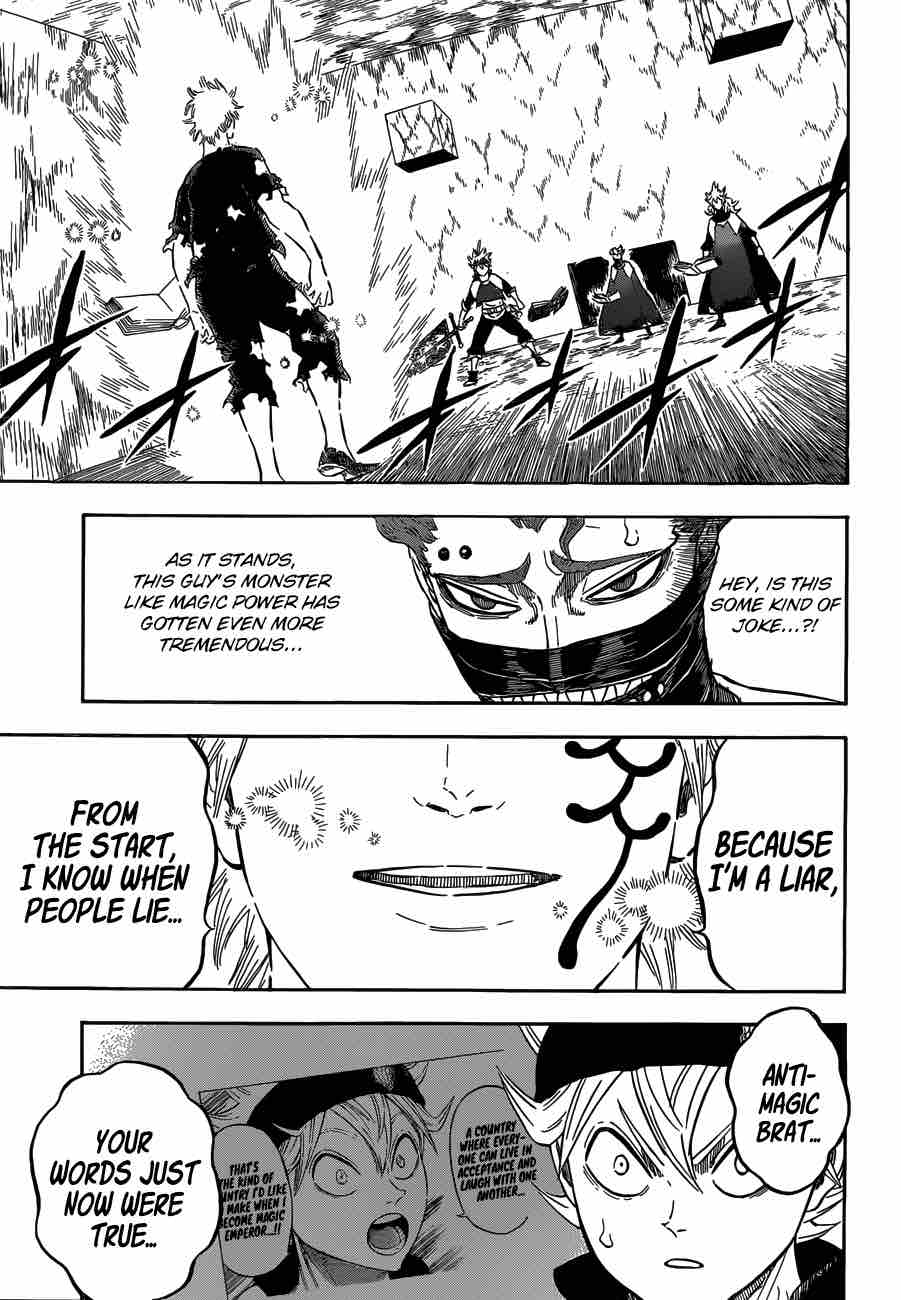 HEY, IS THIS
SOME KIND OF
JOKE...?!
AS IT STANDS,
THIS GUY'S MONSTER
LIKE MAGIC POWER HAS
GOTTEN EVEN MORE
TREMENDOUS...
BECAUSE
I'M A LIAR,
FROM
THE START,
I KNOW WHEN
PEOPLE LIE...
ANTI-
MAGIC
BRAT...
A COUNTRY
WHERE EVERY-
ONE CAN LIVE IN
ACCEPTANCE AND
LAUGH WITH ONE
ANOTHER...
THAT'S
THE KIND OF
UNTRY I'D LIKE
MAKE WHEN I
ECOME MAGIC
EMPEROR...!!
YOUR
WORDS JUST
NOW WERE
TRUE...